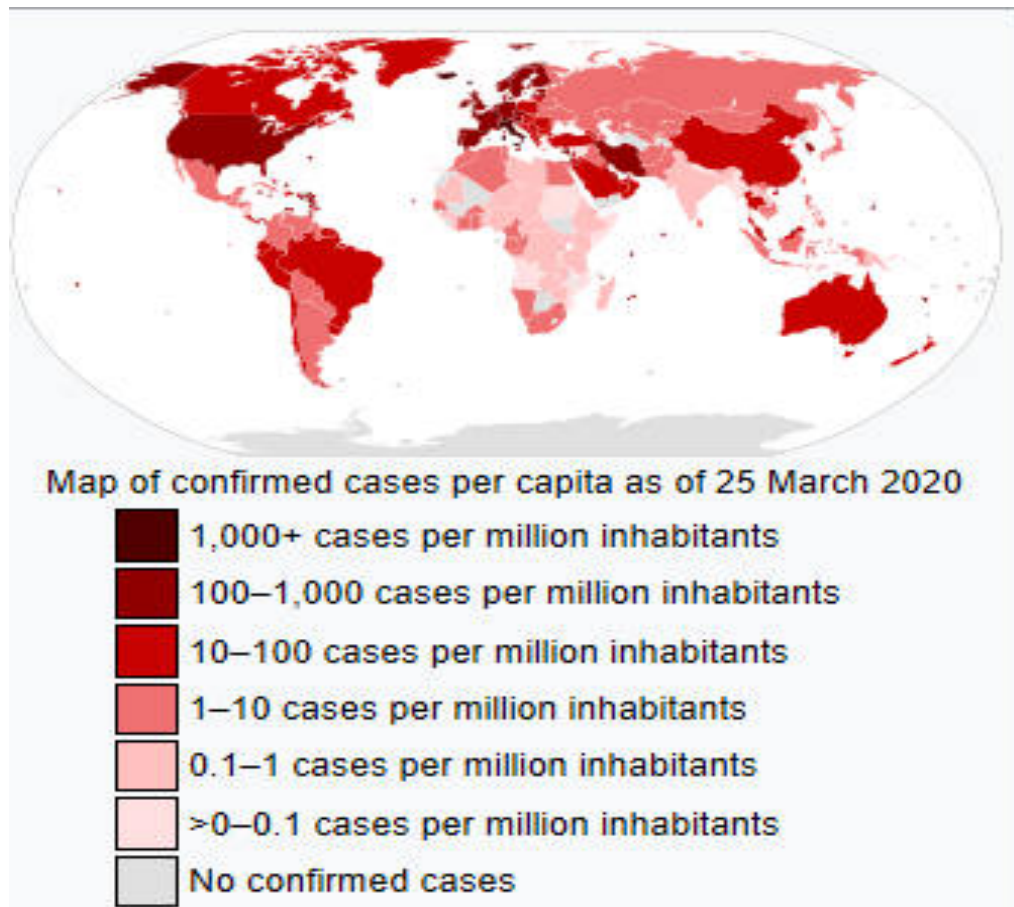 Map of confirmed cases per capita as of 25 March 2020
1,000+ cases per million inhabitants
100–1,000 cases per million inhabitants
10–100 cases per million inhabitants
1–10 cases per million inhabitants
0.1–1 cases per million inhabitants
>0–0.1 cases per million inhabitants
No confirmed cases